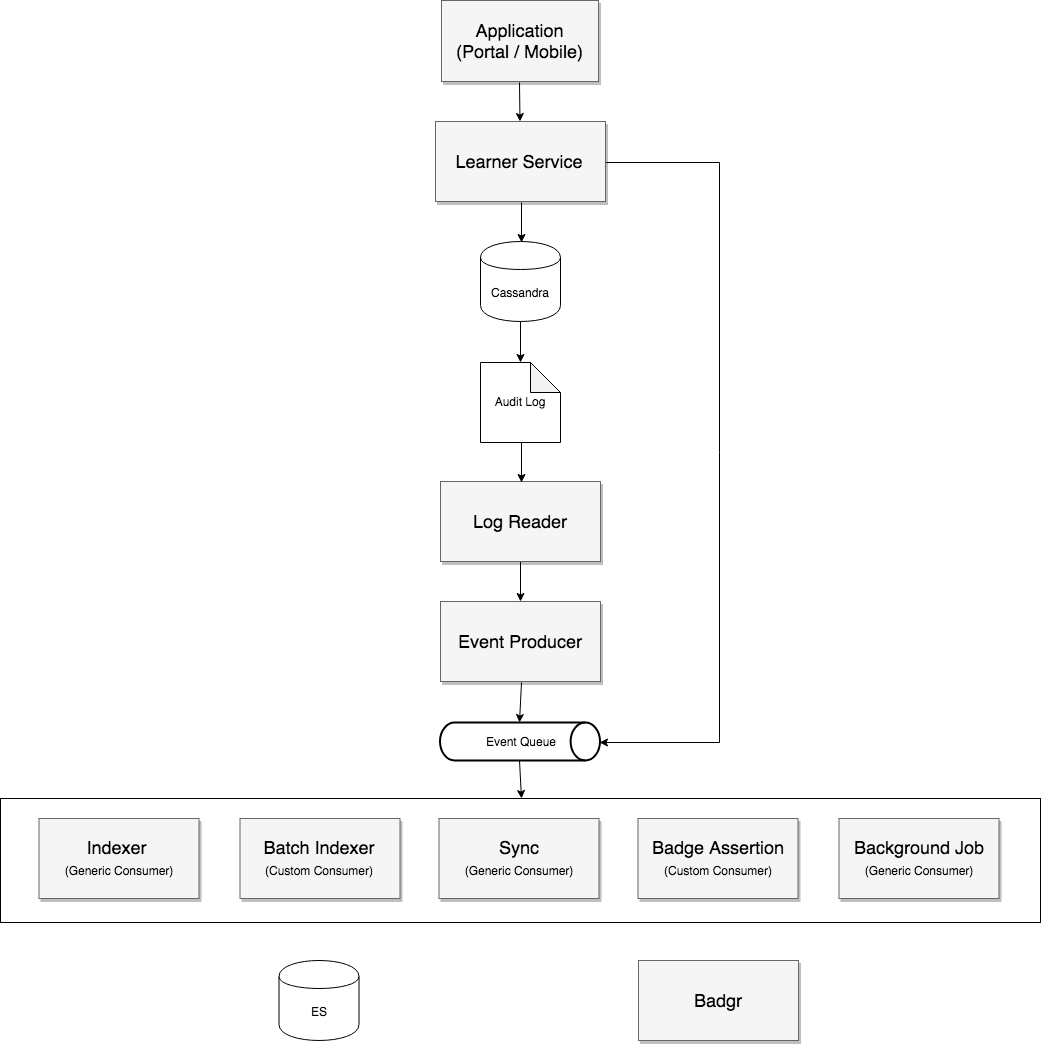 Application
(Portal / Mobile)
Learner Service
Cassandra
Audit Log
Log Reader
Event Producer
Event Queue
Indexer
(Generic Consumer)
Batch Indexer
(Custom Consumer)
Sync
(Generic Consumer)
Badge Assertion
(Custom Consumer)
Background Job
(Generic Consumer)
ES
Badgr